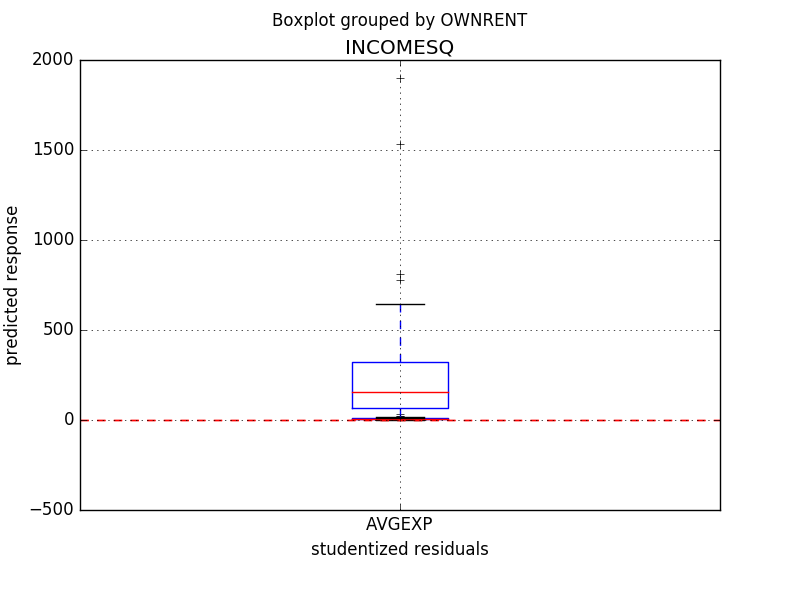 Boxplot grouped by OWNRENT
INCOMESQ
2000
1500
1000
500
0
−500
predicted response
AVGEXP
studentized residuals